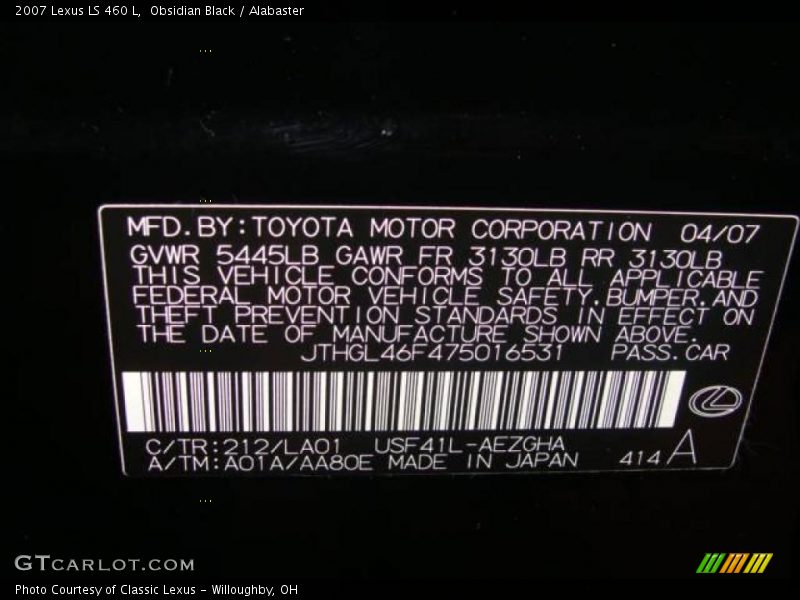 2007 Lexus LS 460 L, Obsidian Black / Alabaster
MFD.BY:TOYOTA MOTOR CORPORATION 04/07
GVWR 5445LB GAWR FR 3130LB RR 3130LB
THIS VEHICLE CONFORMS TO ALL APPLICABLE
FEDERAL MOTOR VEHICLE SAFETY,BUMPER,AND
THEFT PREVENTION STANDARDS IN EFFECT ON
THE DATE OF MANUFACTURE SHOWN ABOVE.
JTHGL46F475016531 PASS.CAR
C/TR:212/LA01 USF41L-AEZGHA
A/TM:A01A/AA80E MADE IN JAPAN 414 A
GTCARLOT.COM
Photo Courtesy of Classic Lexus - Willoughby, OH